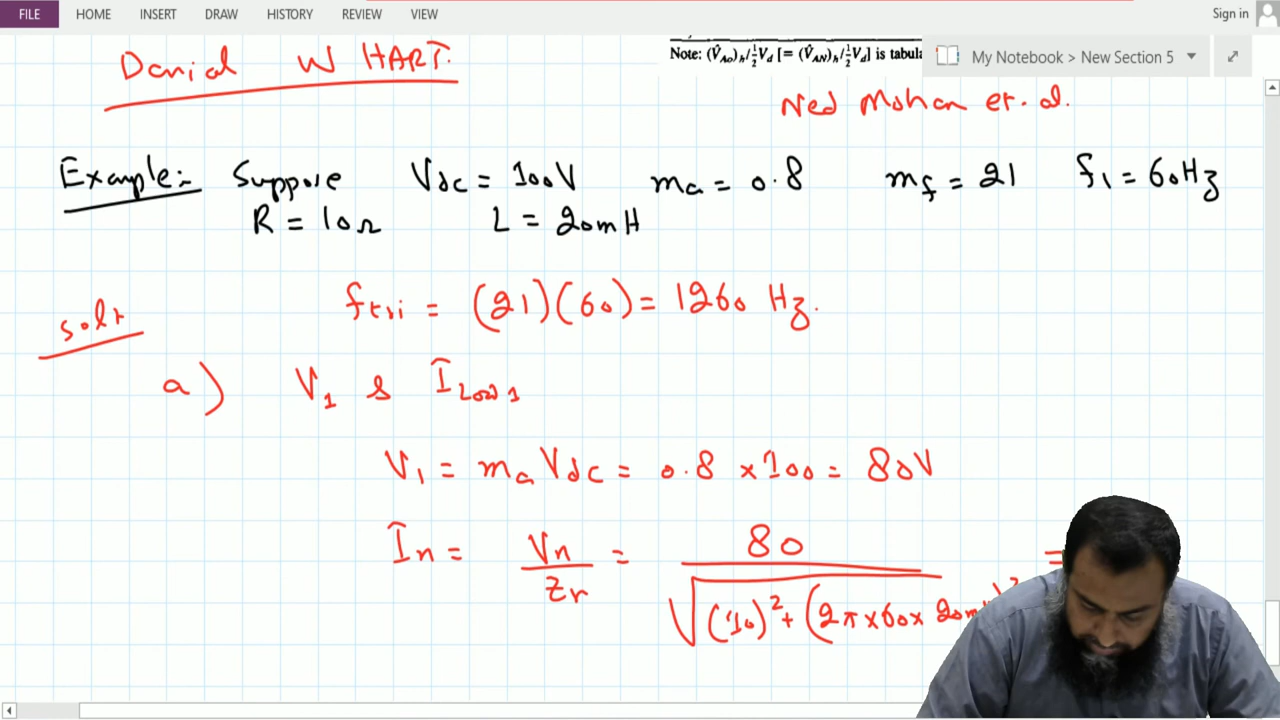 FILE HOME INSERT DRAW HISTORY REVIEW VIEW Sign in
My Notebook > New Section 5
Note: (V̂Ao)h/½Vd [= (V̂AN)h/½Vd] is tabula
Danial W HART.
Ned Mohan et. al.
Example:- Suppose Vdc = 100V ma = 0.8 mf = 21 f1 = 60Hz
R = 10Ω L = 20mH
Soln
ftri = (21)(60) = 1260 Hz.
a) V1 & Î Load 1
V1 = ma Vdc = 0.8 × 100 = 80V
În = Vn / Zn = 80 / √(10)² + (2π×60×20m )² =